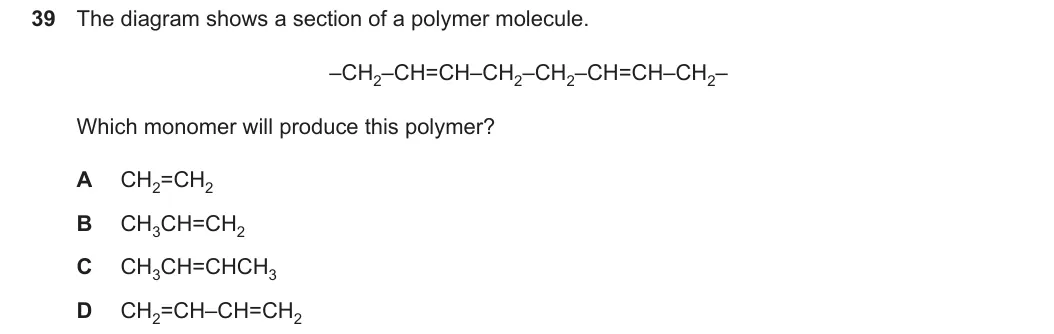 39 The diagram shows a section of a polymer molecule.
–CH₂–CH=CH–CH₂–CH₂–CH=CH–CH₂–
Which monomer will produce this polymer?
A CH₂=CH₂
B CH₃CH=CH₂
C CH₃CH=CHCH₃
D CH₂=CH–CH=CH₂